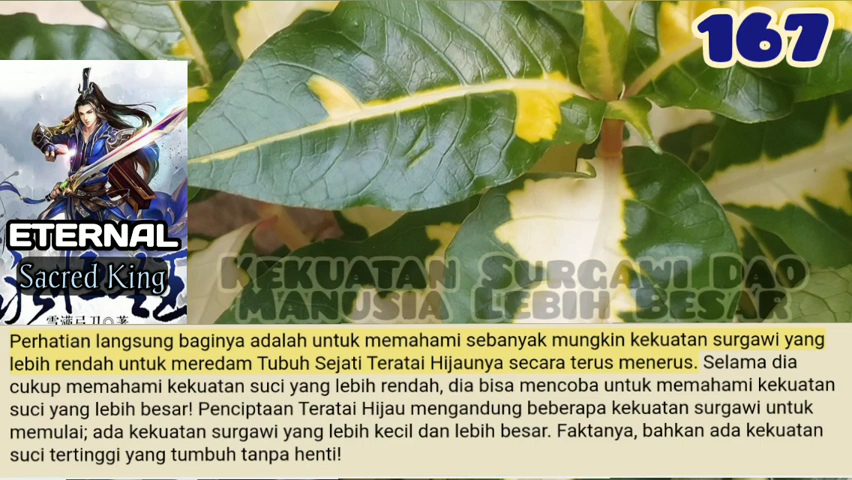 167
ETERNAL
Sacred King
KEKUATAN SURGAWI DAO
MANUSIA LEBIH BESAR
Perhatian langsung baginya adalah untuk memahami sebanyak mungkin kekuatan surgawi yang
lebih rendah untuk meredam Tubuh Sejati Teratai Hijaunya secara terus menerus. Selama dia
cukup memahami kekuatan suci yang lebih rendah, dia bisa mencoba untuk memahami kekuatan
suci yang lebih besar! Penciptaan Teratai Hijau mengandung beberapa kekuatan surgawi untuk
memulai; ada kekuatan surgawi yang lebih kecil dan lebih besar. Faktanya, bahkan ada kekuatan
suci tertinggi yang tumbuh tanpa henti!